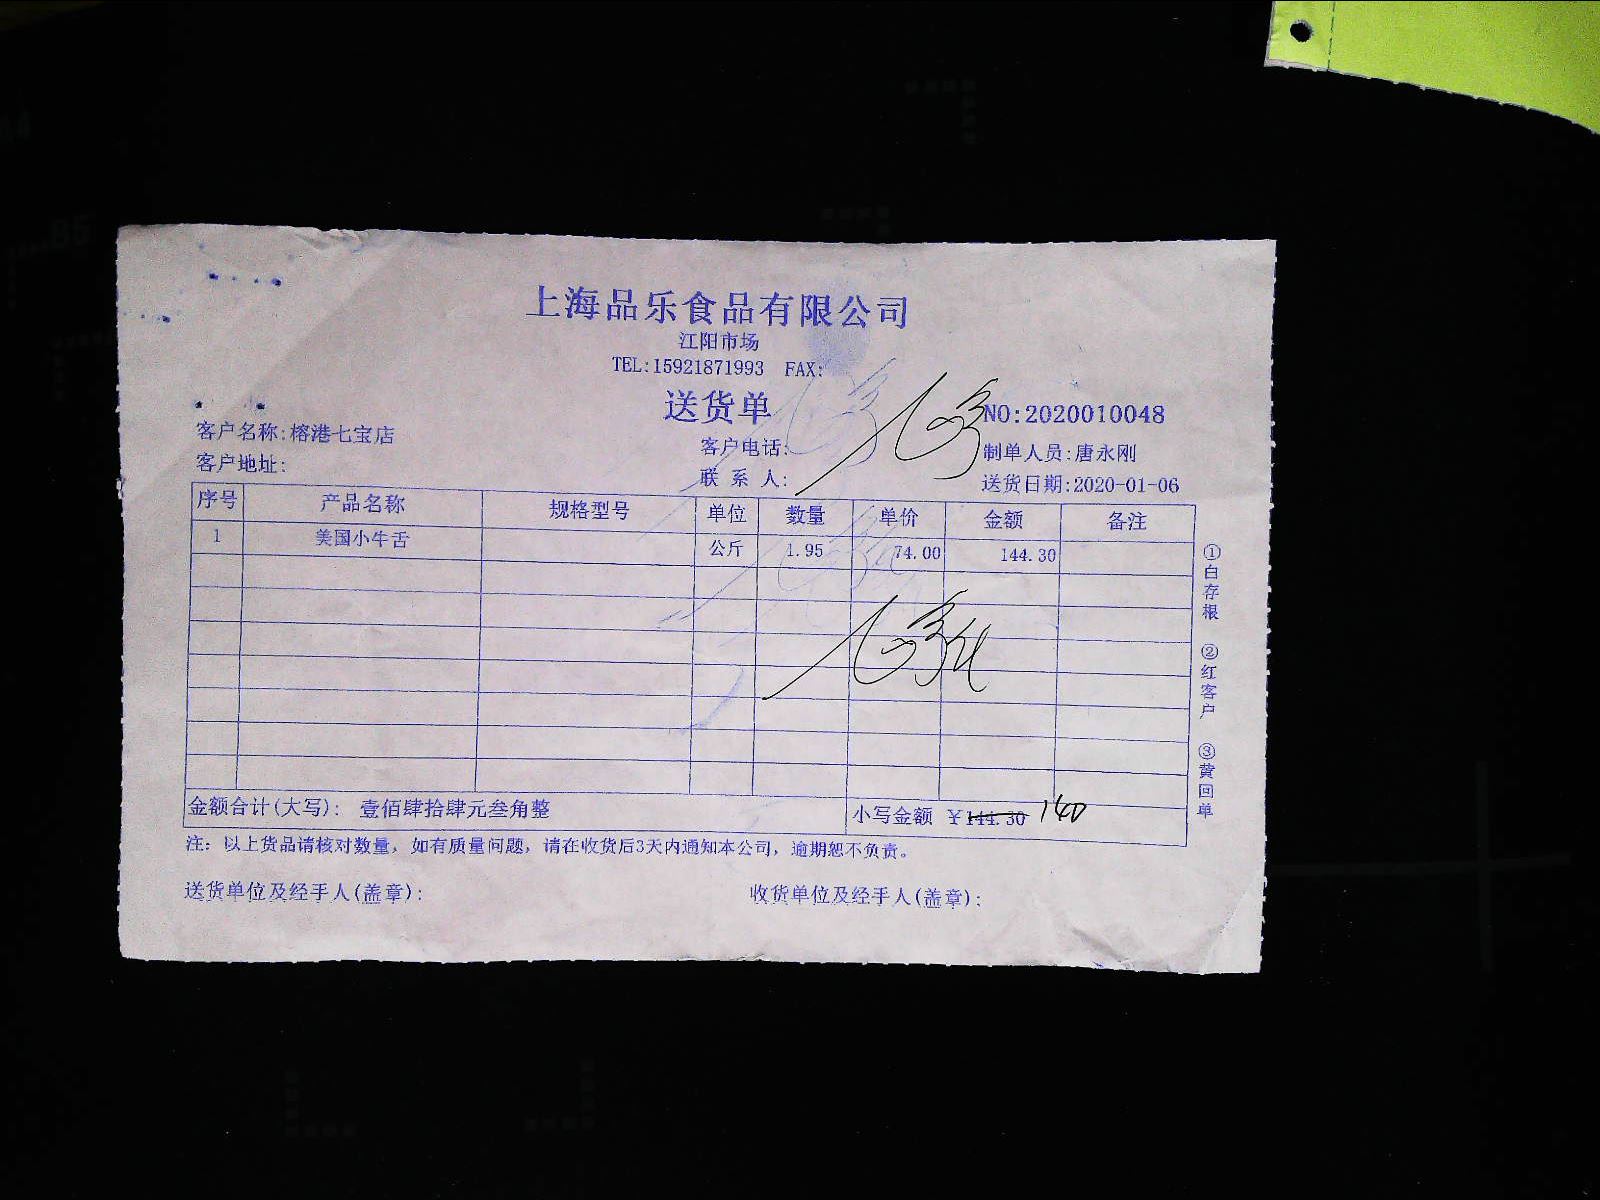 上海品乐食品有限公司
江阳市场
TEL:15921871993 FAX:
送货单
NO:2020010048
客户名称:榕港七宝店
客户电话:
制单人员:唐永刚
客户地址:
联系人:
送货日期:2020-01-06
序号 产品名称 规格型号 单位 数量 单价 金额 备注
1 美国小牛舌 公斤 1.95 74.00 144.30
金额合计(大写): 壹佰肆拾肆元叁角整 小写金额 ¥144.30 140
注: 以上货品请核对数量, 如有质量问题, 请在收货后3天内通知本公司, 逾期恕不负责。
送货单位及经手人(盖章): 收货单位及经手人(盖章):
①白存根 ②红客户 ③黄回单